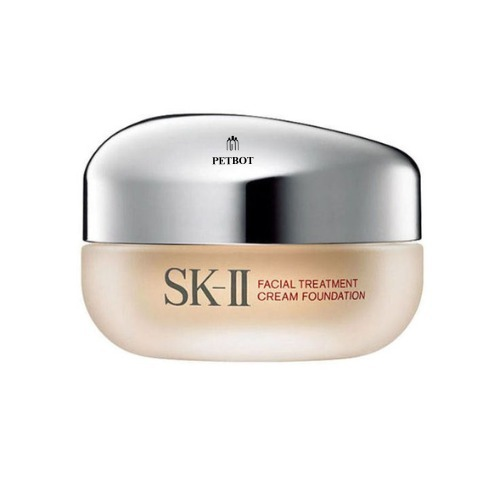 PETBOT
SK-II
FACIAL TREATMENT
CREAM FOUNDATION